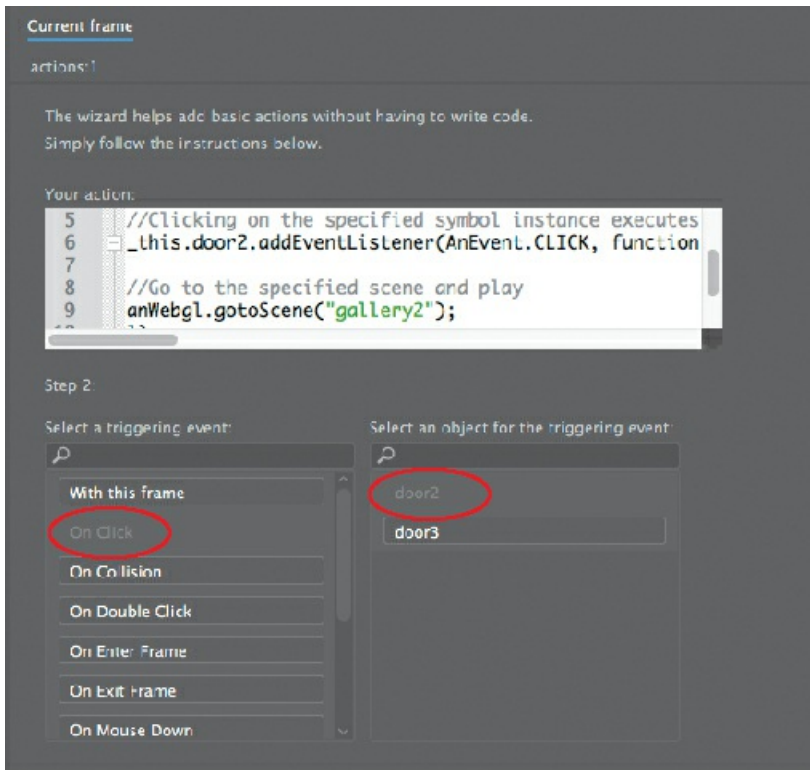 Current frame
actions:1
The wizard helps add basic actions without having to write code.
Simply follow the instructions below.
Your action:
5 //Clicking on the specified symbol instance executes
6 _this.door2.addEventListener(AnEvent.CLICK, function
7
8 //Go to the specified scene and play
9 anWebgl.gotoScene("gallery2");
Step 2:
Select a triggering event:
Select an object for the triggering event:
With this frame
On Click
On Collision
On Double Click
On Enter Frame
On Exit Frame
On Mouse Down
door2
door3